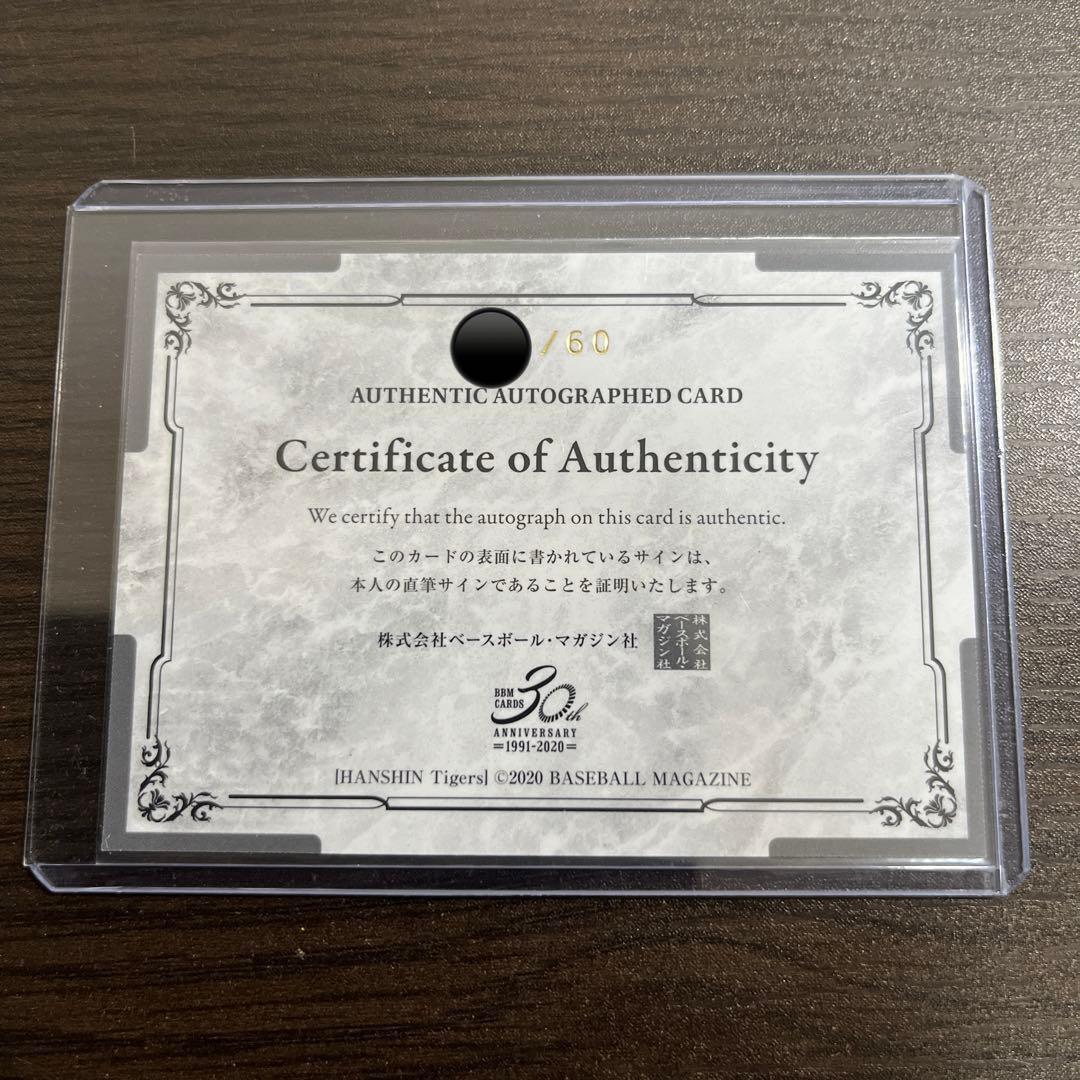 /60
AUTHENTIC AUTOGRAPHED CARD
Certificate of Authenticity
We certify that the autograph on this card is authentic.
このカードの表面に書かれているサインは、
本人の直筆サインであることを証明いたします。
株式会社ベースボール・マガジン社
株式会社
ベースボール・
マガジン社
BBM
CARDS
30th
ANNIVERSARY
=1991-2020=
[HANSHIN Tigers] ©2020 BASEBALL MAGAZINE